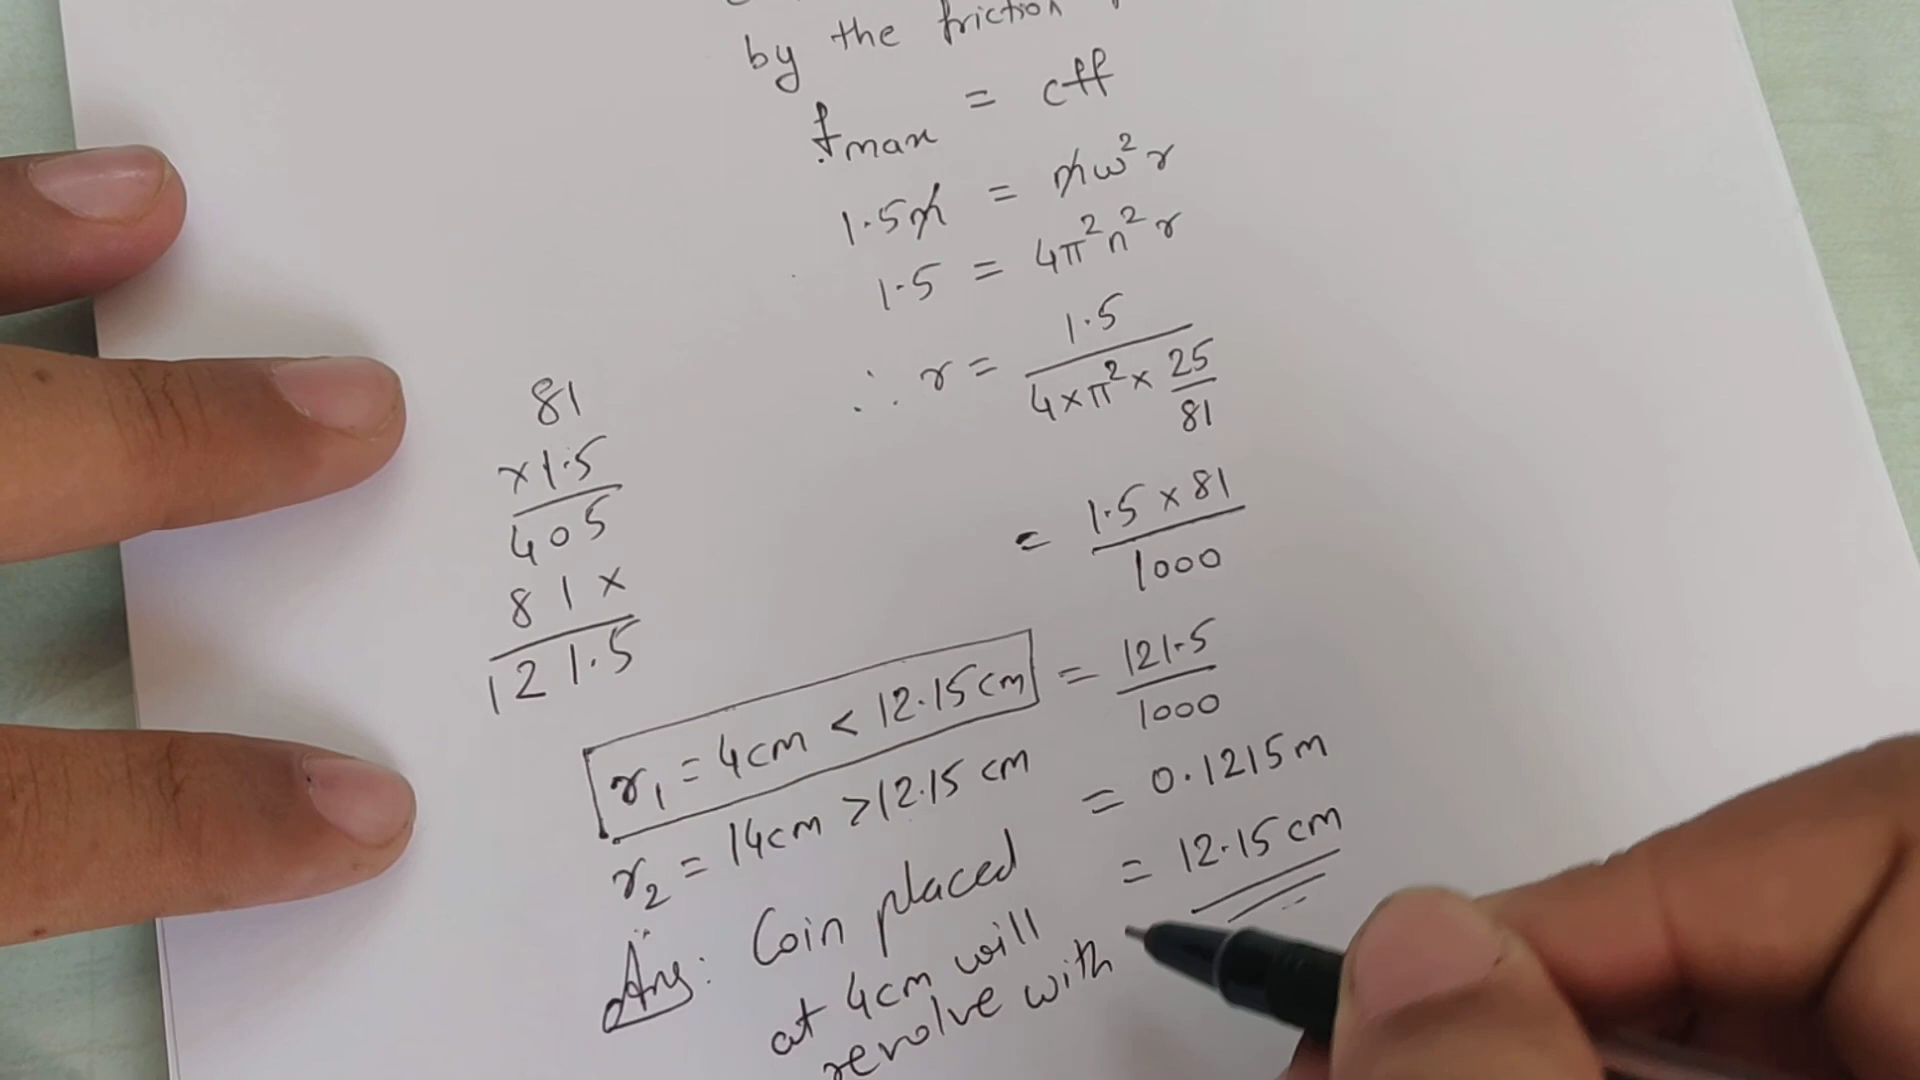 by the friction
fmax = cff
1.5m = mω²r
1.5 = 4π²n²r
∴ r = 1.5 / 4×π²× 25/81
= 1.5 × 81 / 1000
= 121.5 / 1000
= 0.1215m
= 12.15 cm
81
×1.5
405
81×
121.5
r₁ = 4cm < 12.15cm
r₂ = 14cm > 12.15 cm
Ans: Coin placed
at 4cm will
revolve with